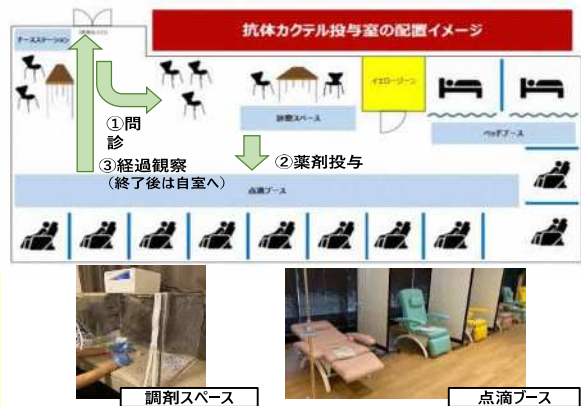 抗体カクテル投与室の配置イメージ
ナースステーション
イエローゾーン
①問
診
診察スペース
ベッドブース
②薬剤投与
③経過観察
（終了後は自室へ）
点滴ブース
調剤スペース
点滴ブース